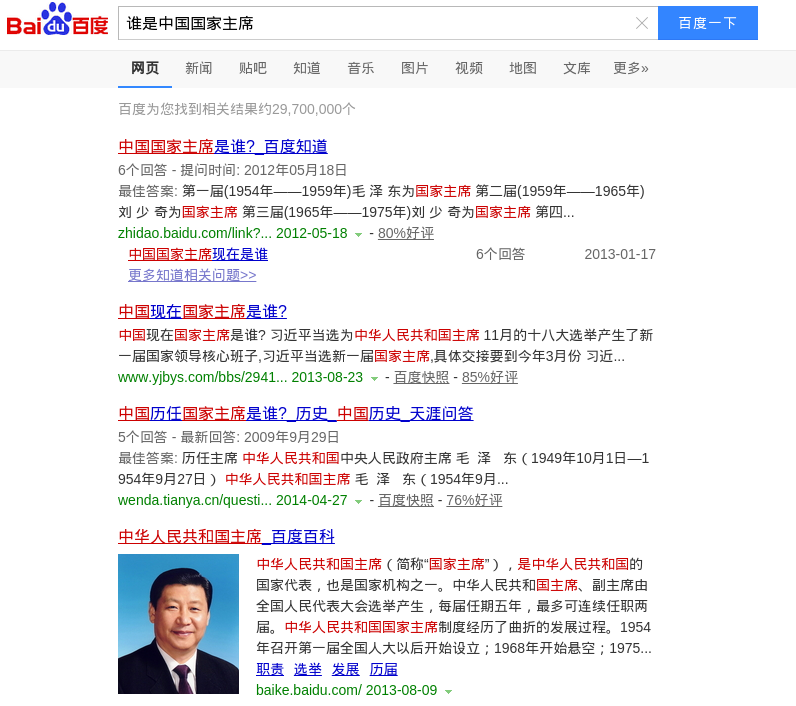 Bai du 百度 谁是中国国家主席 百度一下
网页 新闻 贴吧 知道 音乐 图片 视频 地图 文库 更多»
百度为您找到相关结果约29,700,000个
中国国家主席是谁?_百度知道
6个回答 - 提问时间: 2012年05月18日
最佳答案: 第一届(1954年——1959年)毛 泽 东为国家主席 第二届(1959年——1965年)
刘 少 奇为国家主席 第三届(1965年——1975年)刘 少 奇为国家主席 第四...
zhidao.baidu.com/link?... 2012-05-18 - 80%好评
中国国家主席现在是谁 6个回答 2013-01-17
更多知道相关问题>>
中国现在国家主席是谁?
中国现在国家主席是谁? 习近平当选为中华人民共和国主席 11月的十八大选举产生了新
一届国家领导核心班子,习近平当选新一届国家主席,具体交接要到今年3月份 习近...
www.yjbys.com/bbs/2941... 2013-08-23 - 百度快照 - 85%好评
中国历任国家主席是谁?_历史_中国历史_天涯问答
5个回答 - 最新回答: 2009年9月29日
最佳答案: 历任主席 中华人民共和国中央人民政府主席 毛 泽 东（1949年10月1日—1
954年9月27日） 中华人民共和国主席 毛 泽 东（1954年9月...
wenda.tianya.cn/questi... 2014-04-27 - 百度快照 - 76%好评
中华人民共和国主席_百度百科
中华人民共和国主席（简称“国家主席”），是中华人民共和国的
国家代表，也是国家机构之一。中华人民共和国主席、副主席由
全国人民代表大会选举产生，每届任期五年，最多可连续任职两
届。中华人民共和国国家主席制度经历了曲折的发展过程。1954
年召开第一届全国人大以后开始设立；1968年开始悬空；1975...
职责 选举 发展 历届
baike.baidu.com/ 2013-08-09